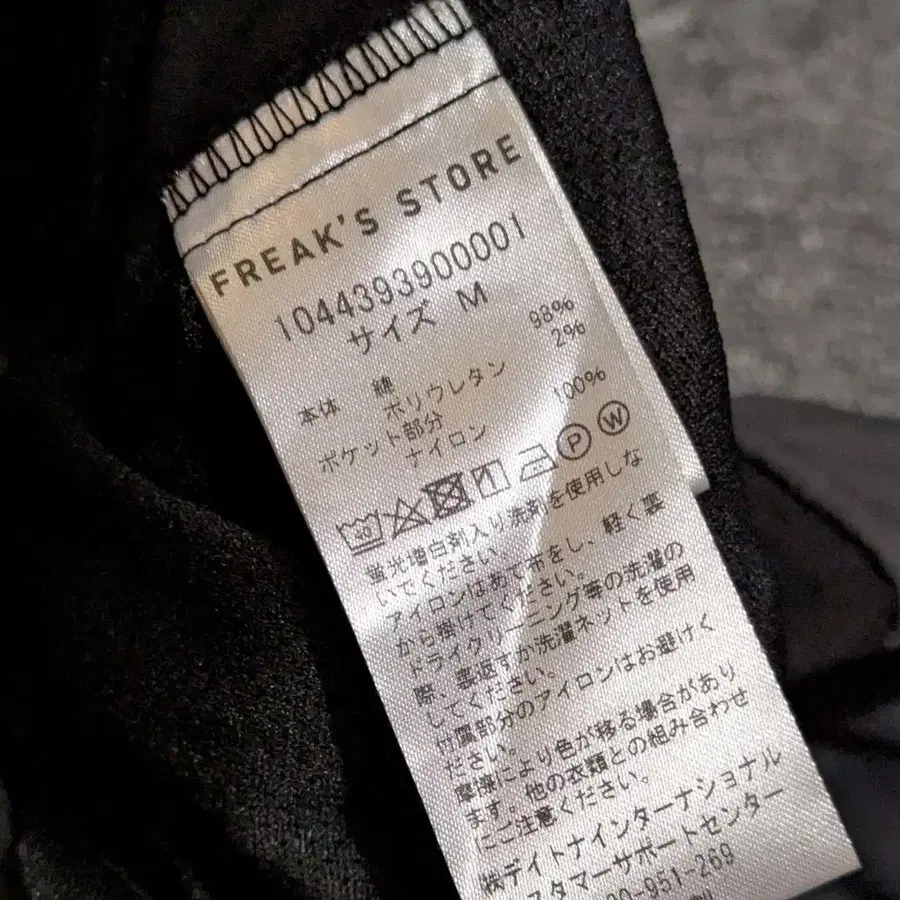 FREAK'S STORE
1044393900001
サイズ M
本体 綿 98%
ポリウレタン 2%
ポケット部分
ナイロン 100%
40 P W
蛍光増白剤入り洗剤を使用しな
いでください。
アイロンはあて布をし、軽く裏
から掛けてください。
ドライクリーニング等の洗濯の
際、裏返すか洗濯ネットを使用
してください。
付属部分のアイロンはお避けく
ださい。
摩擦により色が移る場合があり
ます。他の衣類との組み合わせ
にご注意ください。
㈱デイトナインターナショナル
スタマーサポートセンター
00-951-269